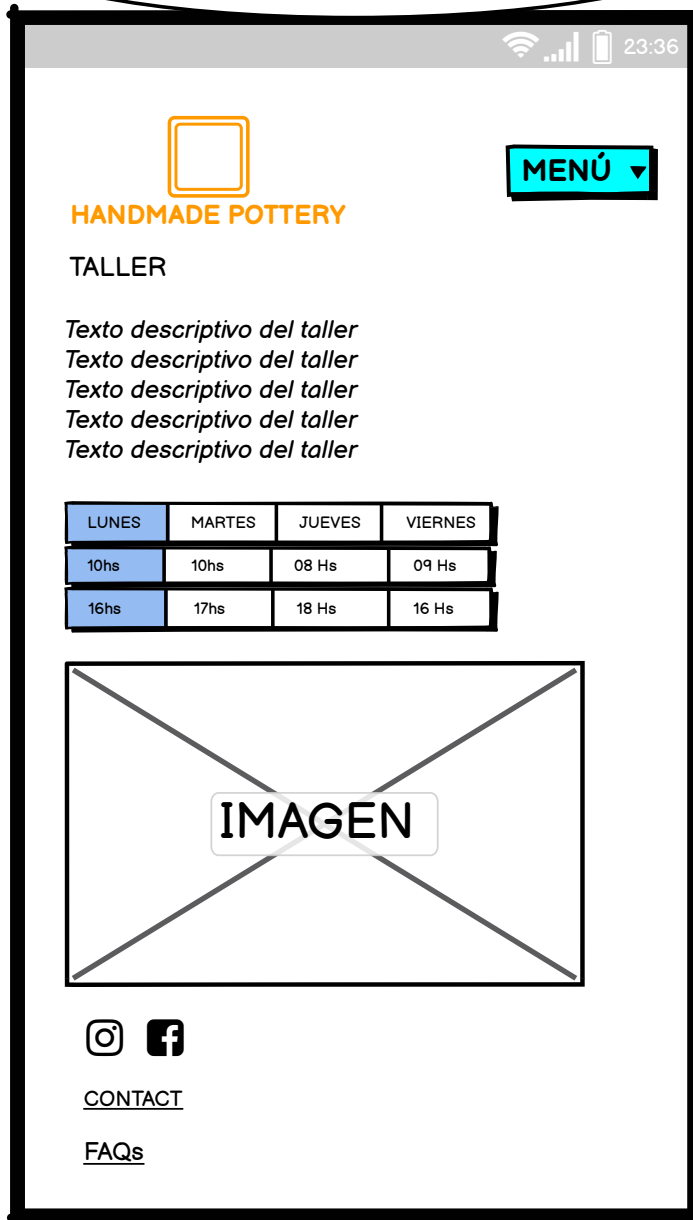 23:36
MENÚ ▼
HANDMADE POTTERY
TALLER
Texto descriptivo del taller
Texto descriptivo del taller
Texto descriptivo del taller
Texto descriptivo del taller
Texto descriptivo del taller
LUNES MARTES JUEVES VIERNES
10hs 10hs 08 Hs 09 Hs
16hs 17hs 18 Hs 16 Hs
IMAGEN
CONTACT
FAQs